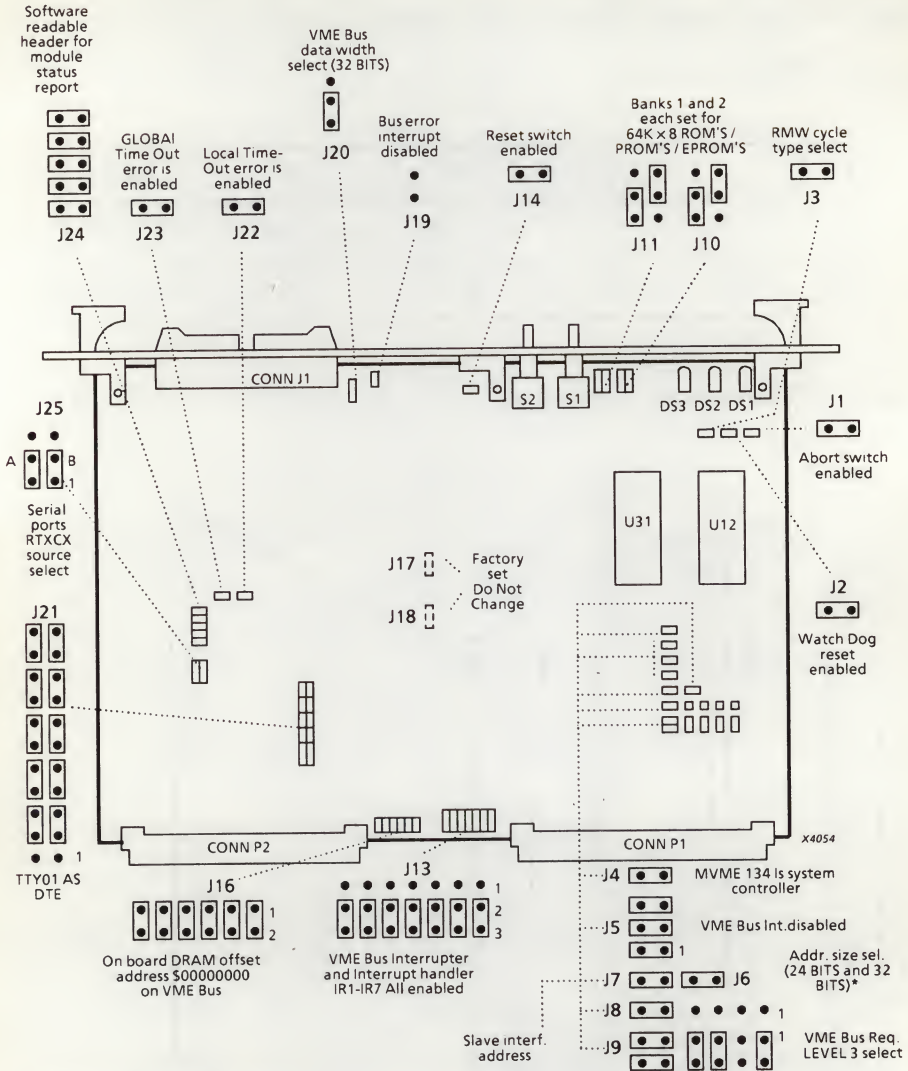 Software
readable
header for
module
status
report
J24
GLOBAl
Time Out
error is
enabled
J23
Local Time-
Out error is
enabled
J22
VME Bus
data width
select (32 BITS)
J20
Bus error
interrupt
disabled
J19
Reset switch
enabled
J14
Banks 1 and 2
each set for
64K × 8 ROM'S /
PROM'S / EPROM'S
J11
J10
RMW cycle
type select
J3
CONN J1
S2
S1
DS3 DS2 DS1
J25
A
B
1
Serial
ports
RTXCX
source
select
J1
Abort switch
enabled
U31
U12
J17
J18
Factory
set
Do Not
Change
J2
Watch Dog
reset
enabled
J21
1
TTY01 AS
DTE
CONN P2
CONN P1
X4054
J16
1
2
On board DRAM offset
address $00000000
on VME Bus
J13
1
2
3
VME Bus Interrupter
and Interrupt handler
IR1-IR7 All enabled
J4
MVME 134 Is system
controller
J5
VME Bus Int.disabled
1
J7
J6
Addr. size sel.
(24 BITS and 32
BITS)*
J8
1
Slave interf.
address
J9
1
VME Bus Req.
LEVEL 3 select